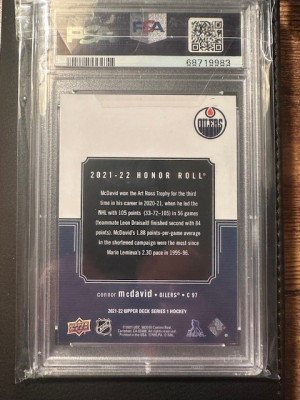 PSA
68719983
OILERS
2021-22 HONOR ROLL
McDavid won the Art Ross Trophy for the third
time in his career in 2020-21, when he led the
NHL with 105 points (33-72–105) in 56 games
(teammate Leon Draisaitl finished second with 84
points). McDavid's 1.88 points-per-game average
in the shortened campaign were the most since
Mario Lemieux's 2.30 pace in 1995-96.
connor mcdavid • OILERS • C 97
2021-22 UPPER DECK SERIES 1 HOCKEY